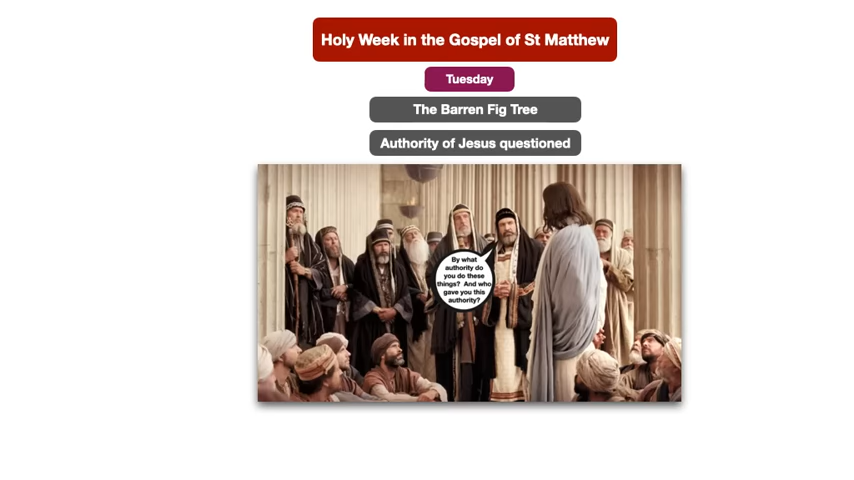 Holy Week in the Gospel of St Matthew
Tuesday
The Barren Fig Tree
Authority of Jesus questioned
By what
authority do
you do these
things? And who
gave you this
authority?